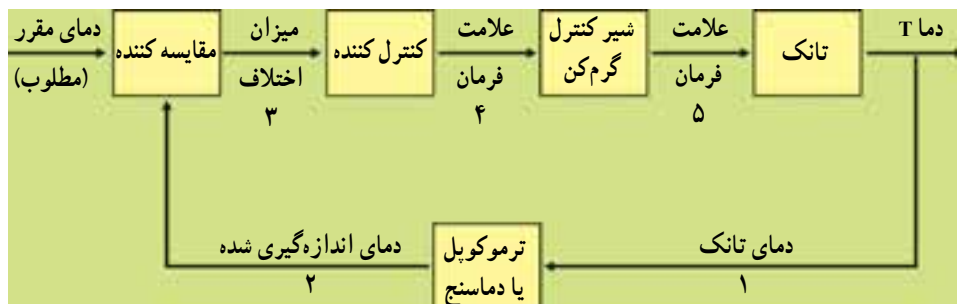 دمای مقرر
(مطلوب)
مقایسه کننده
میزان
اختلاف
۳
کنترل کننده
علامت
فرمان
۴
شیر کنترل
گرم‌کن
علامت
فرمان
۵
تانک
دما T
دمای تانک
۱
ترموکوپل
یا دماسنج
دمای اندازه‌گیری شده
۲